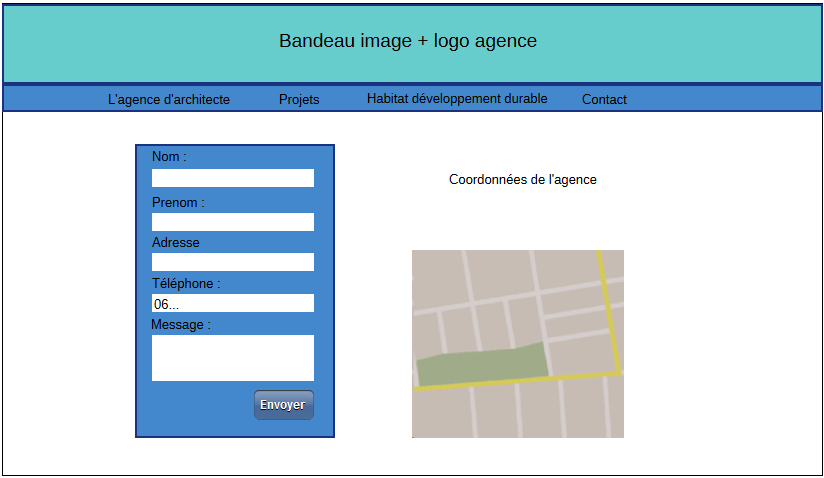 Bandeau image + logo agence
L'agence d'architecte Projets Habitat développement durable Contact
Nom :
Prenom :
Adresse
Téléphone :
06...
Message :
Envoyer
Coordonnées de l'agence